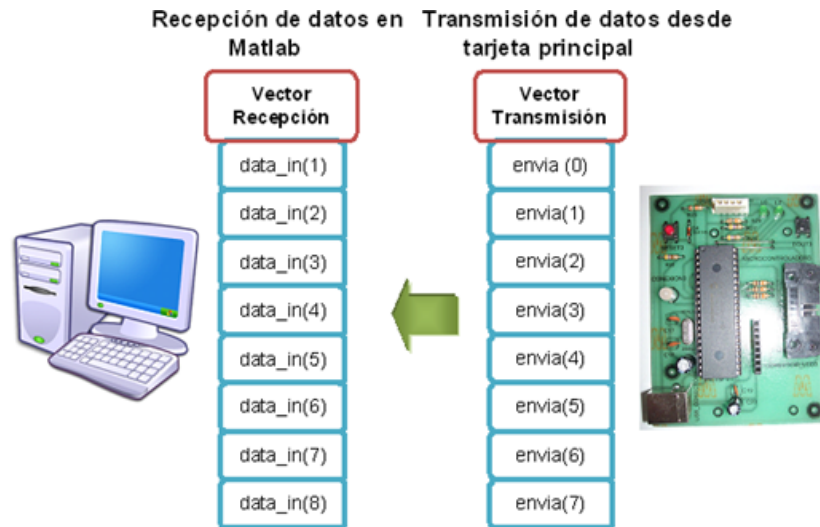 Recepción de datos en
Matlab
Transmisión de datos desde
tarjeta principal
Vector
Recepción
data_in(1)
data_in(2)
data_in(3)
data_in(4)
data_in(5)
data_in(6)
data_in(7)
data_in(8)
Vector
Transmisión
envia (0)
envia(1)
envia(2)
envia(3)
envia(4)
envia(5)
envia(6)
envia(7)